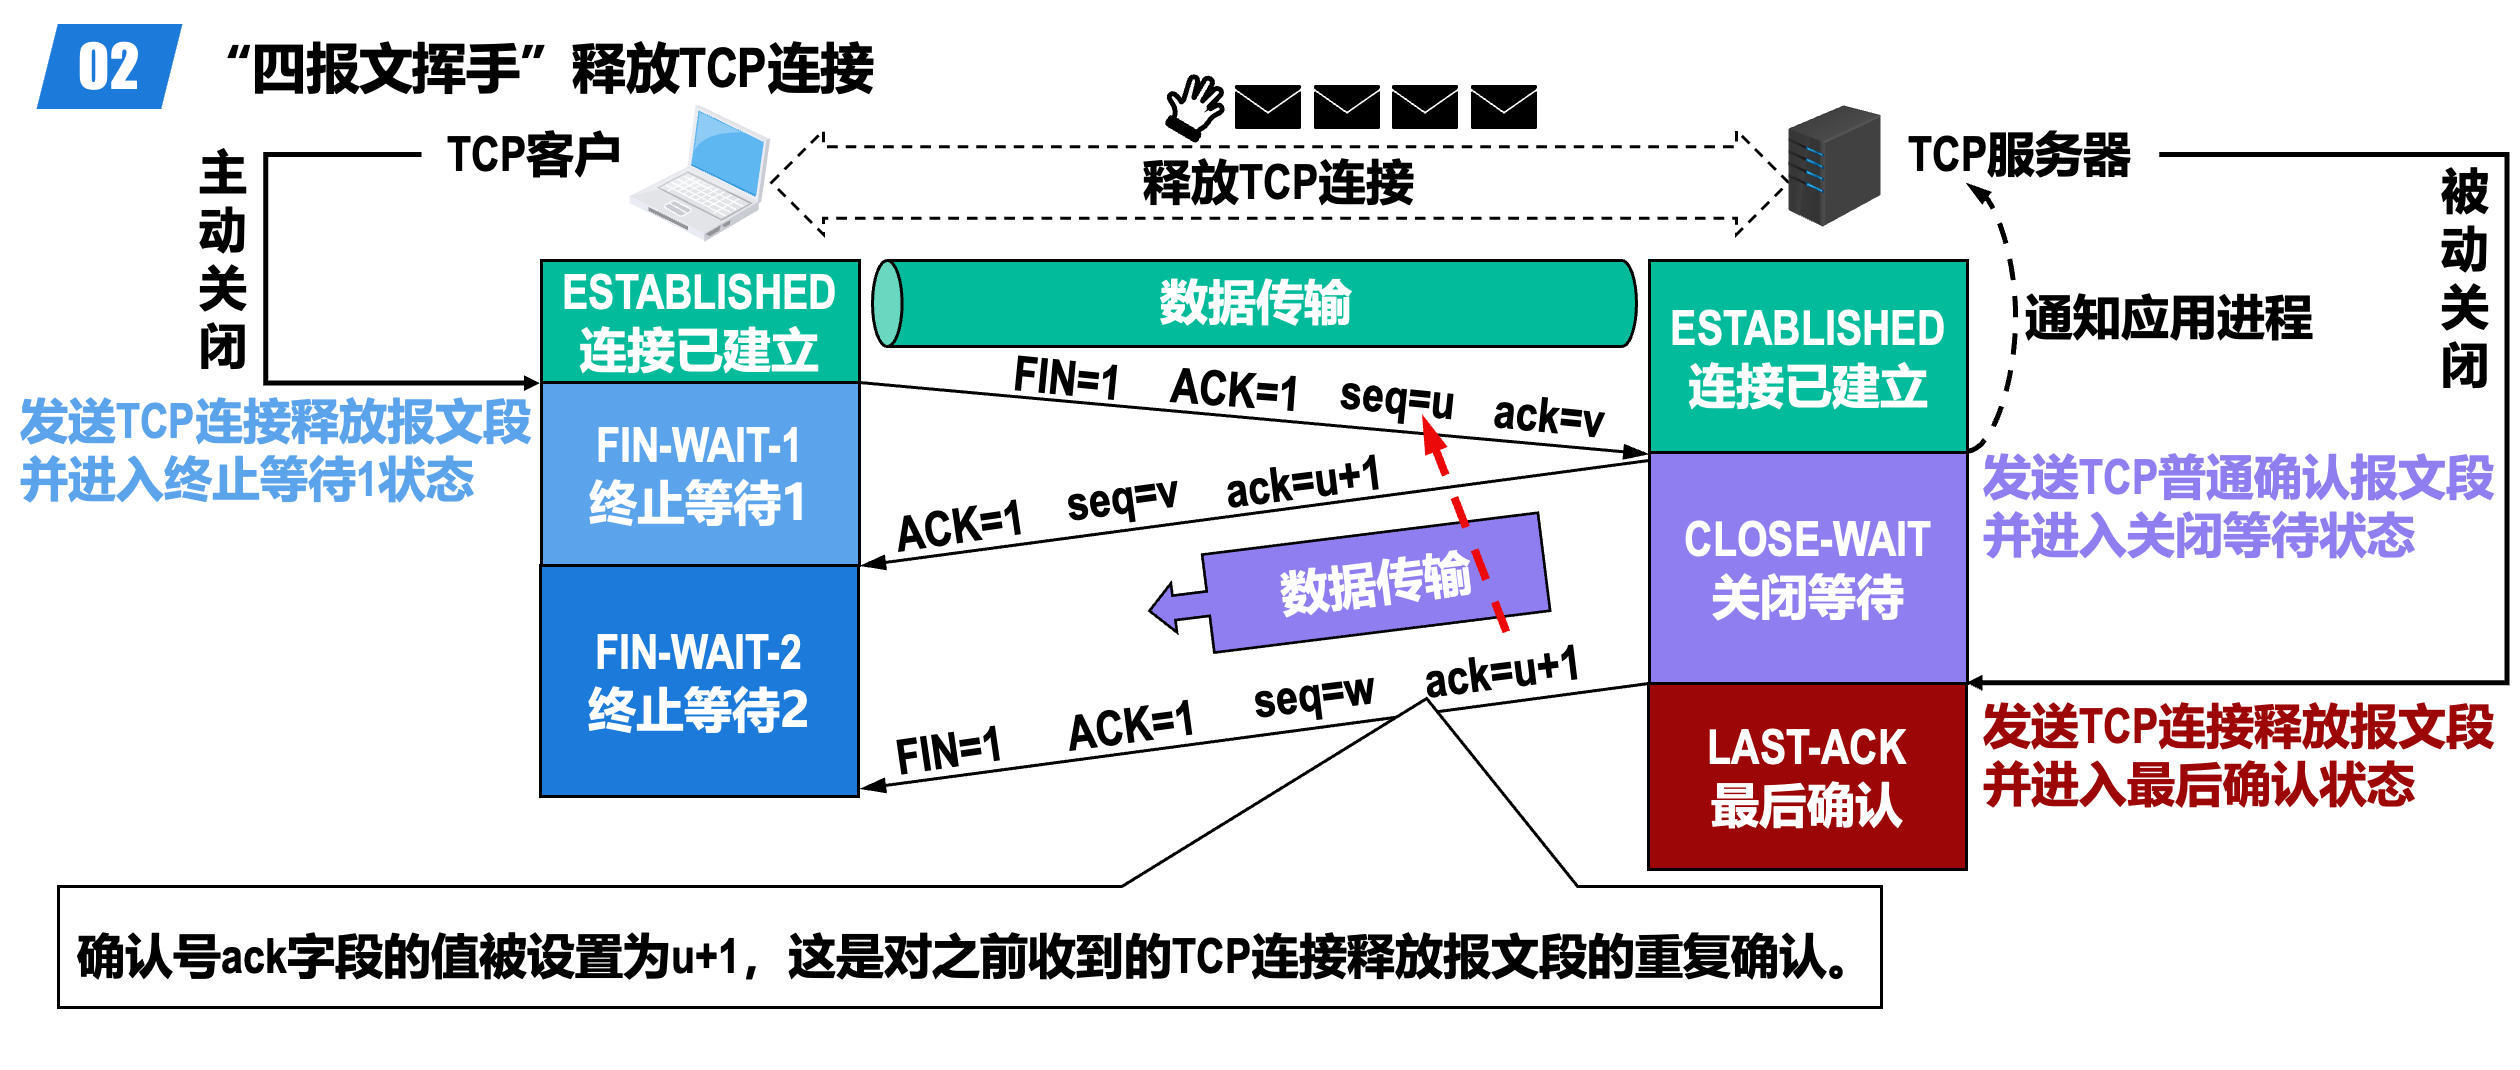 02
“四报文挥手”释放TCP连接
TCP客户
释放TCP连接
TCP服务器
主动关闭
被动关闭
ESTABLISHED
连接已建立
数据传输
ESTABLISHED
连接已建立
通知应用进程
FIN=1 ACK=1 seq=u ack=v
发送TCP连接释放报文段
并进入终止等待1状态
FIN-WAIT-1
终止等待1
ACK=1 seq=v ack=u+1
发送TCP普通确认报文段
并进入关闭等待状态
CLOSE-WAIT
关闭等待
数据传输
FIN-WAIT-2
终止等待2
FIN=1 ACK=1 seq=w ack=u+1
LAST-ACK
最后确认
发送TCP连接释放报文段
并进入最后确认状态
确认号ack字段的值被设置为u+1，这是对之前收到的TCP连接释放报文段的重复确认。